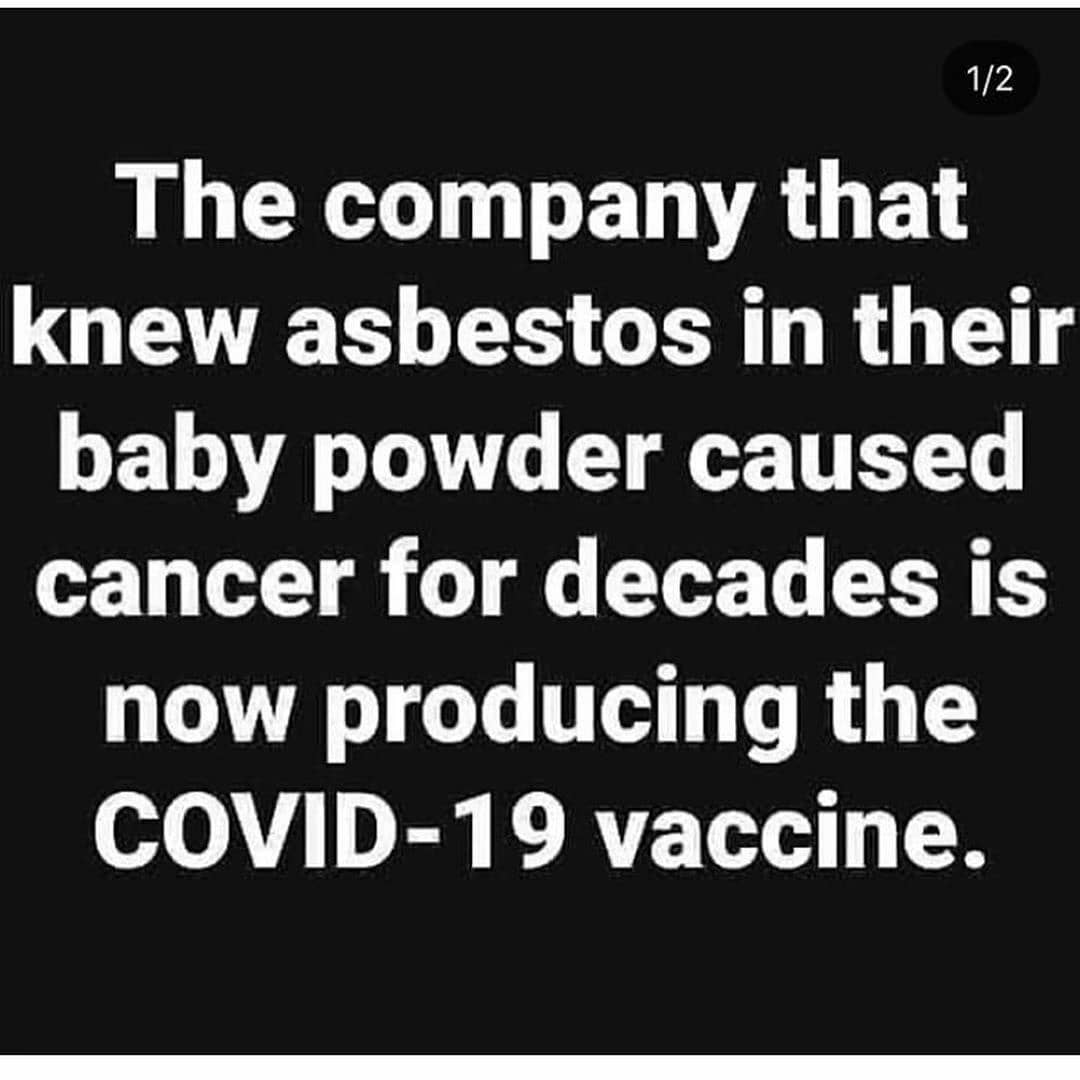 1/2
The company that
knew asbestos in their
baby powder caused
cancer for decades is
now producing the
COVID-19 vaccine.